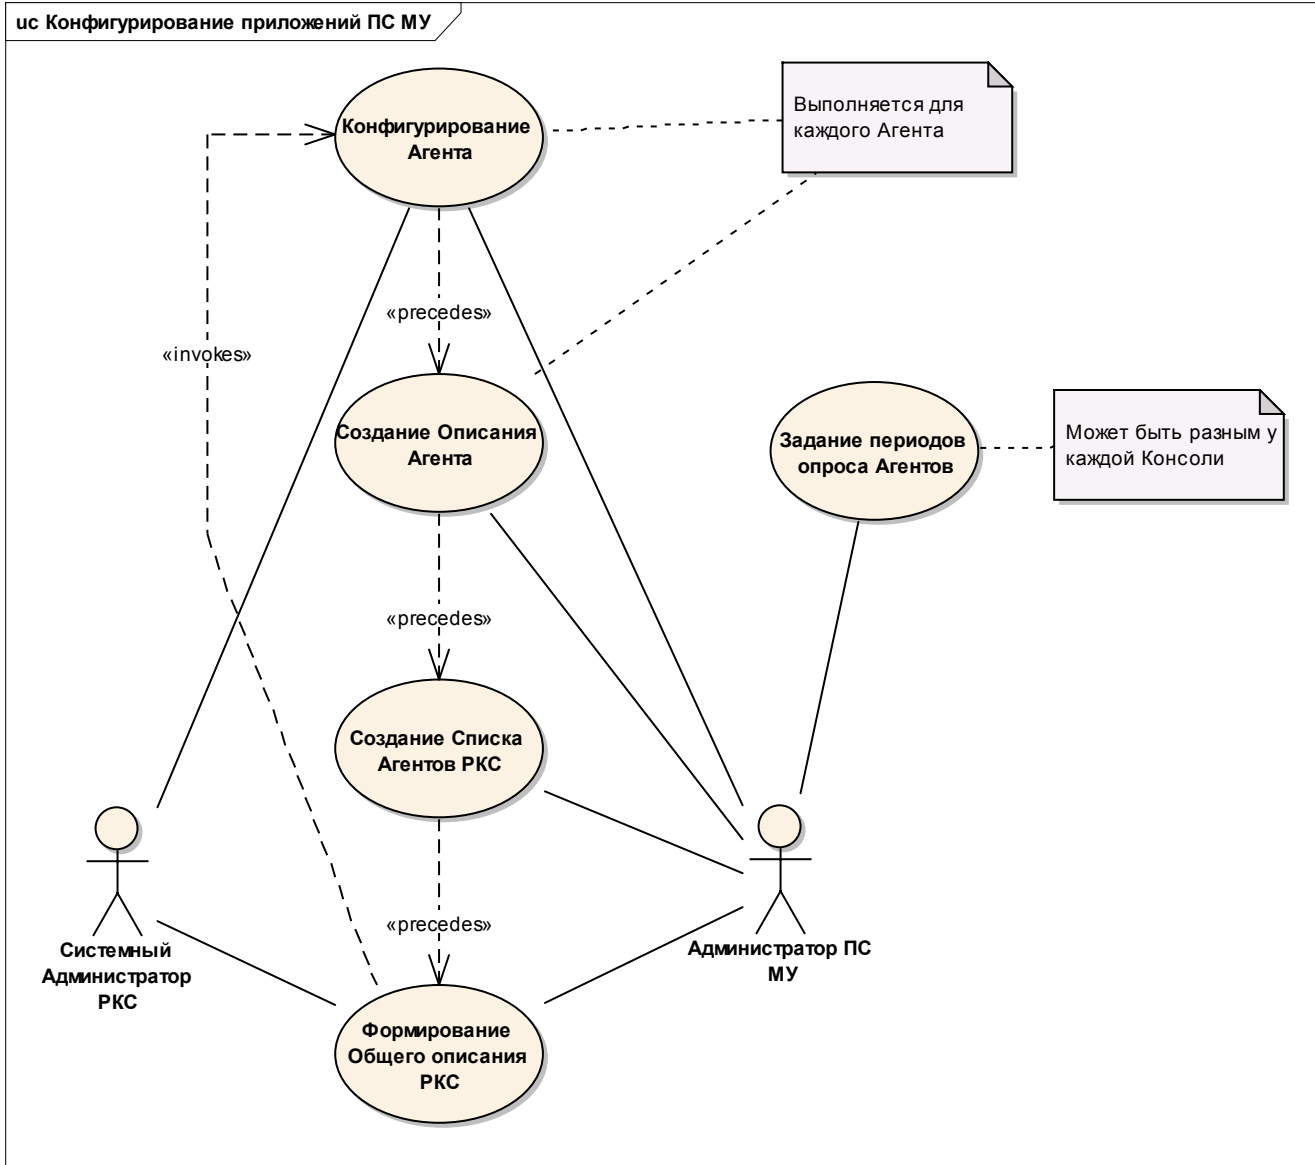 uc Конфигурирование приложений ПС МУ
Конфигурирование
Агента
Выполняется для
каждого Агента
«precedes»
«invokes»
Создание Описания
Агента
Задание периодов
опроса Агентов
Может быть разным у
каждой Консоли
«precedes»
Создание Списка
Агентов РКС
«precedes»
Системный
Администратор
РКС
Администратор ПС
МУ
Формирование
Общего описания
РКС